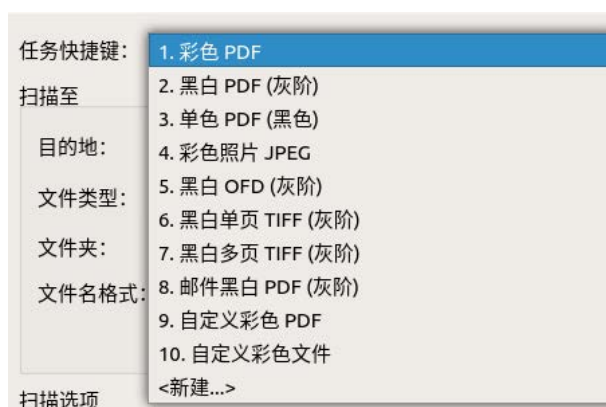 任务快捷键:
1. 彩色 PDF
2. 黑白 PDF (灰阶)
扫描至
3. 单色 PDF (黑色)
目的地:
4. 彩色照片 JPEG
5. 黑白 OFD (灰阶)
文件类型:
6. 黑白单页 TIFF (灰阶)
文件夹:
7. 黑白多页 TIFF (灰阶)
文件名格式:
8. 邮件黑白 PDF (灰阶)
9. 自定义彩色 PDF
10. 自定义彩色文件
<新建...>
扫描选项